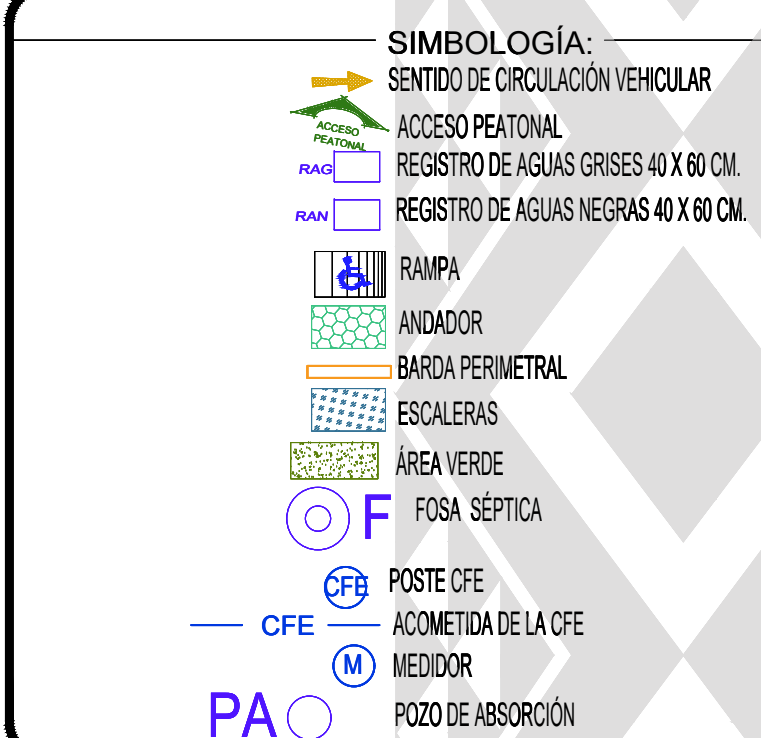 SIMBOLOGÍA:
SENTIDO DE CIRCULACIÓN VEHICULAR
ACCESO
PEATONAL
ACCESO PEATONAL
RAG REGISTRO DE AGUAS GRISES 40 X 60 CM.
RAN REGISTRO DE AGUAS NEGRAS 40 X 60 CM.
RAMPA
ANDADOR
BARDA PERIMETRAL
ESCALERAS
ÁREA VERDE
F FOSA SÉPTICA
CFE POSTE CFE
CFE ACOMETIDA DE LA CFE
M MEDIDOR
PA POZO DE ABSORCIÓN